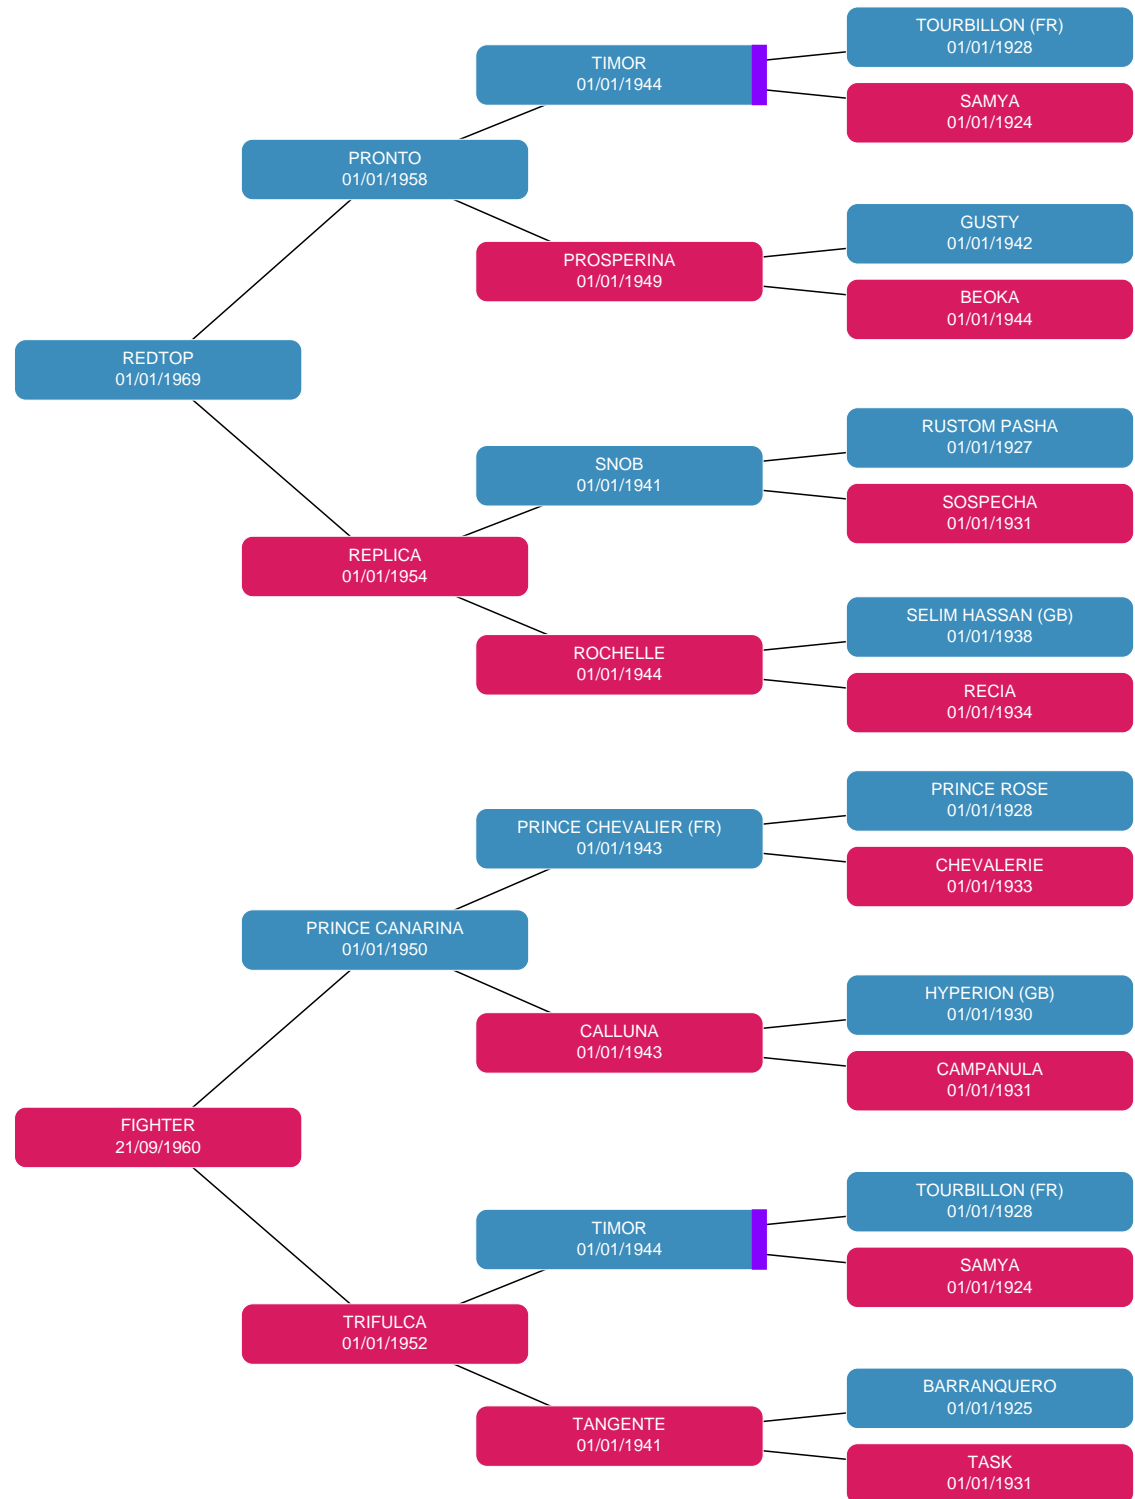 TOURBILLON (FR)
01/01/1928
TIMOR
01/01/1944
SAMYA
01/01/1924
PRONTO
01/01/1958
GUSTY
01/01/1942
PROSPERINA
01/01/1949
BEOKA
01/01/1944
REDTOP
01/01/1969
RUSTOM PASHA
01/01/1927
SNOB
01/01/1941
SOSPECHA
01/01/1931
REPLICA
01/01/1954
SELIM HASSAN (GB)
01/01/1938
ROCHELLE
01/01/1944
RECIA
01/01/1934
PRINCE ROSE
01/01/1928
PRINCE CHEVALIER (FR)
01/01/1943
CHEVALERIE
01/01/1933
PRINCE CANARINA
01/01/1950
HYPERION (GB)
01/01/1930
CALLUNA
01/01/1943
CAMPANULA
01/01/1931
FIGHTER
21/09/1960
TOURBILLON (FR)
01/01/1928
TIMOR
01/01/1944
SAMYA
01/01/1924
TRIFULCA
01/01/1952
BARRANQUERO
01/01/1925
TANGENTE
01/01/1941
TASK
01/01/1931